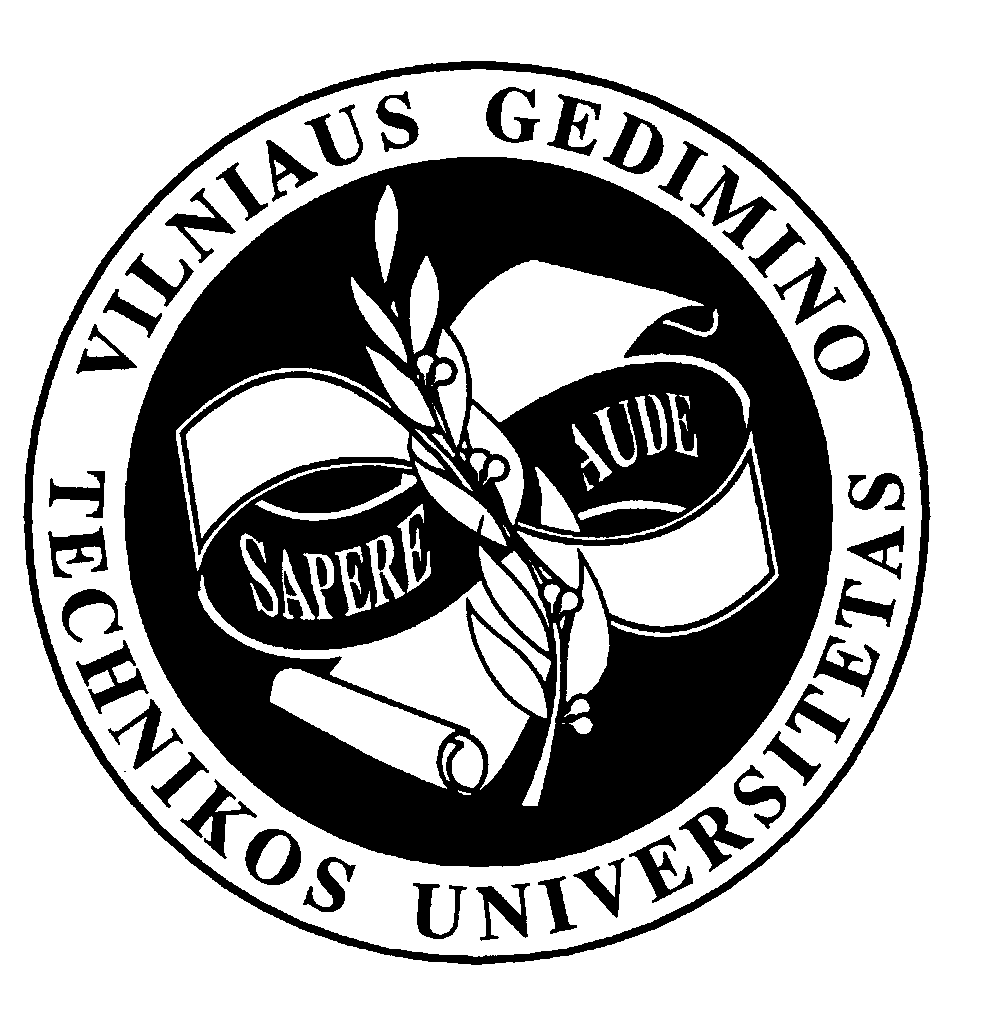 VILNIAUS GEDIMINO
TECHNIKOS UNIVERSITETAS
SAPERE
AUDE